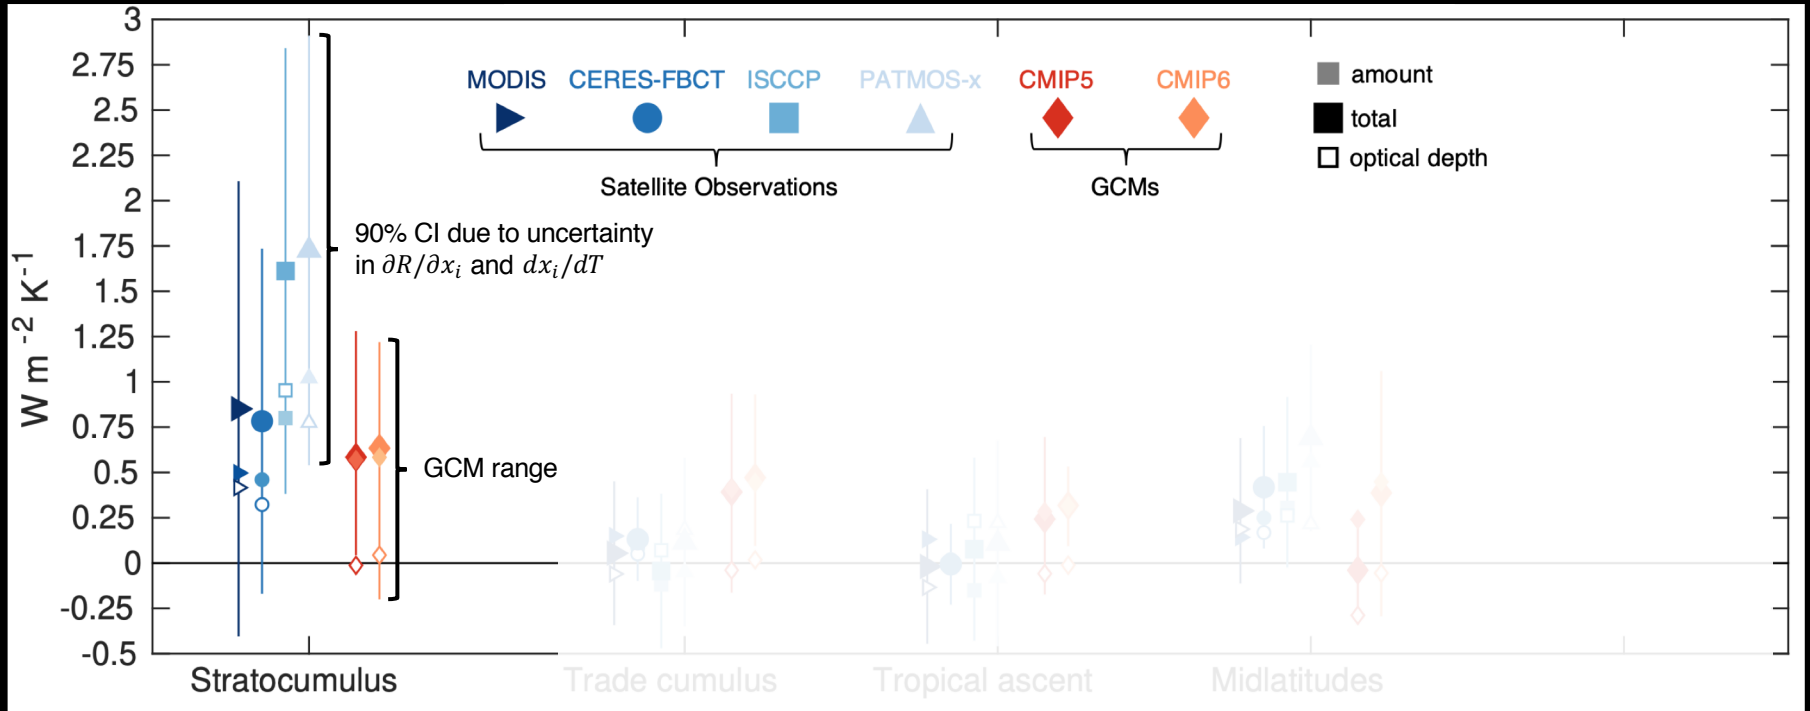 3
2.75
2.5
2.25
2
1.75
1.5
1.25
1
0.75
0.5
0.25
0
-0.25
-0.5
W m⁻² K⁻¹
MODIS CERES-FBCT ISCCP PATMOS-x CMIP5 CMIP6
Satellite Observations
GCMs
amount
total
optical depth
90% CI due to uncertainty
in ∂R/∂xᵢ and dxᵢ/dT
GCM range
Stratocumulus Trade cumulus Tropical ascent Midlatitudes